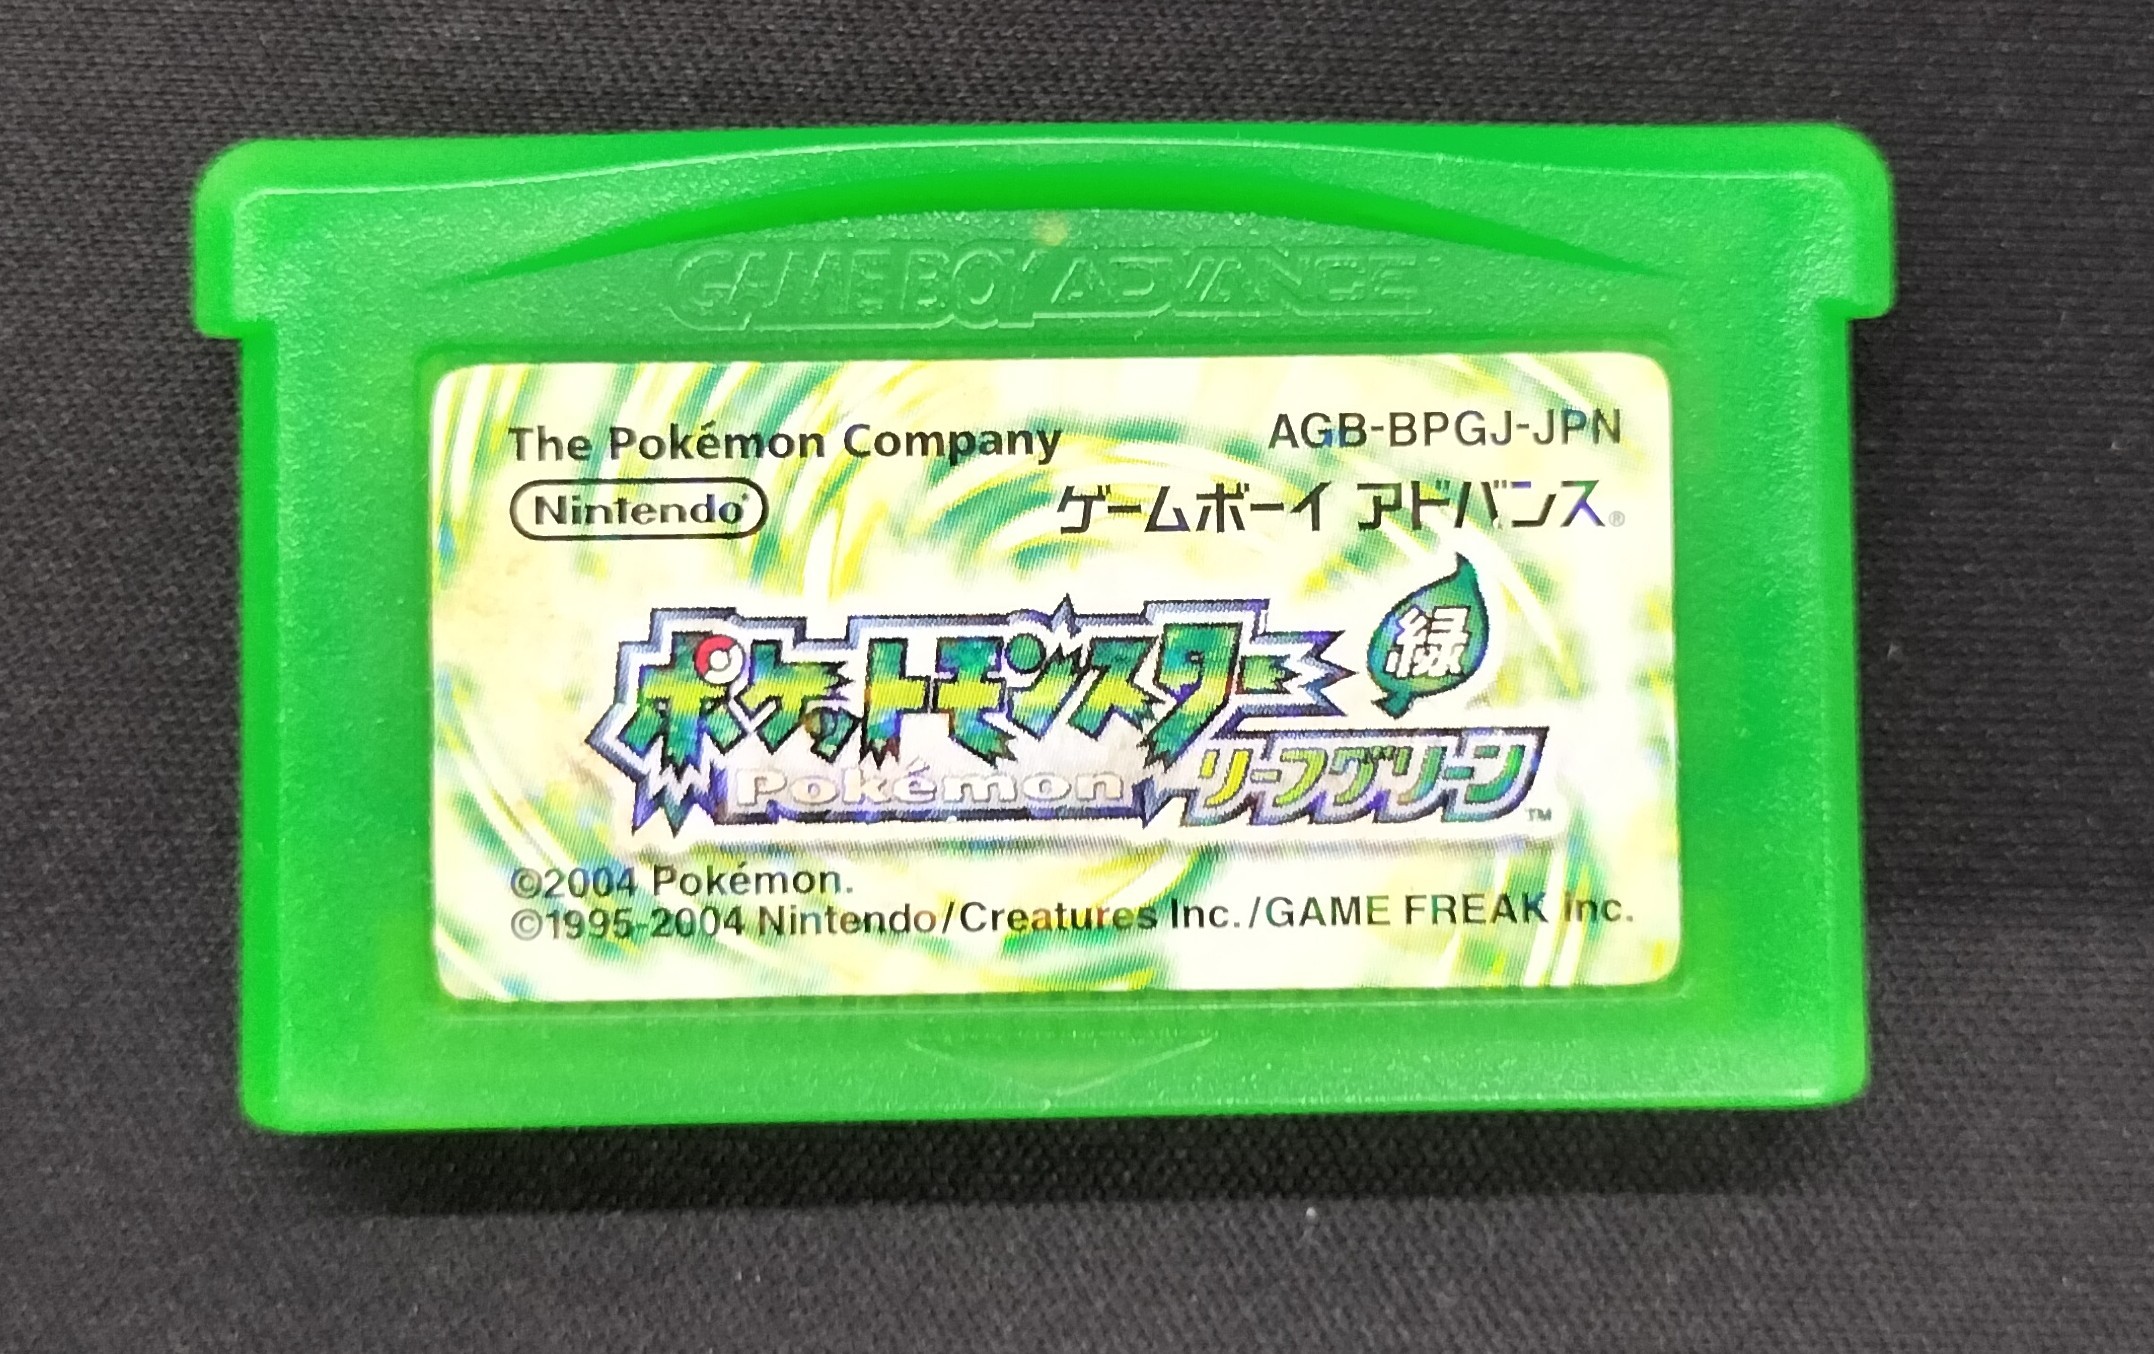 GAME BOY ADVANCE
The Pokémon Company
AGB-BPGJ-JPN
Nintendo®
ゲームボーイ アドバンス®
ポケットモンスター
緑
Pokémon
リーフグリーン™
©2004 Pokémon.
©1995-2004 Nintendo/Creatures Inc./GAME FREAK inc.